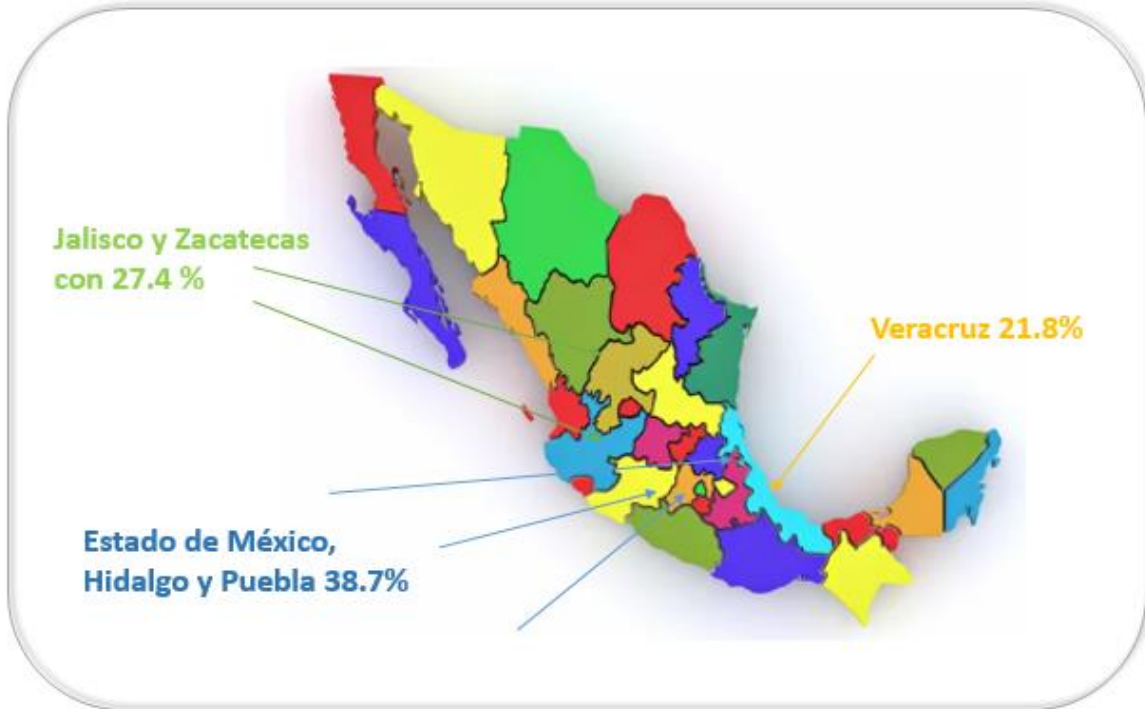 Jalisco y Zacatecas
con 27.4 %
Veracruz 21.8%
Estado de México,
Hidalgo y Puebla 38.7%